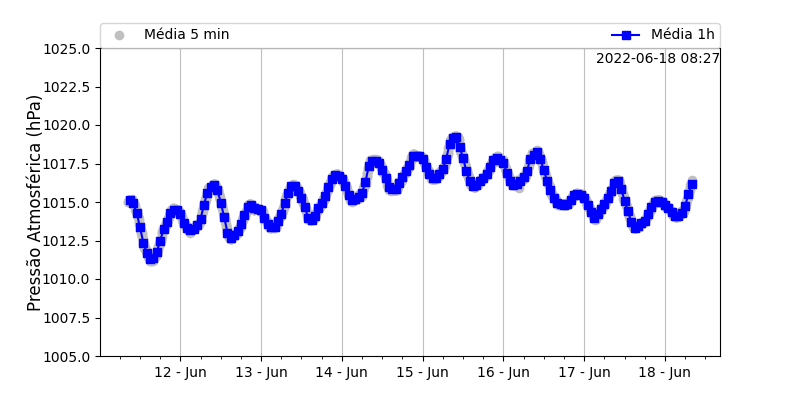 Média 5 min
Média 1h
2022-06-18 08:27
Pressão Atmosférica (hPa)
1025.0
1022.5
1020.0
1017.5
1015.0
1012.5
1010.0
1007.5
1005.0
12 - Jun
13 - Jun
14 - Jun
15 - Jun
16 - Jun
17 - Jun
18 - Jun